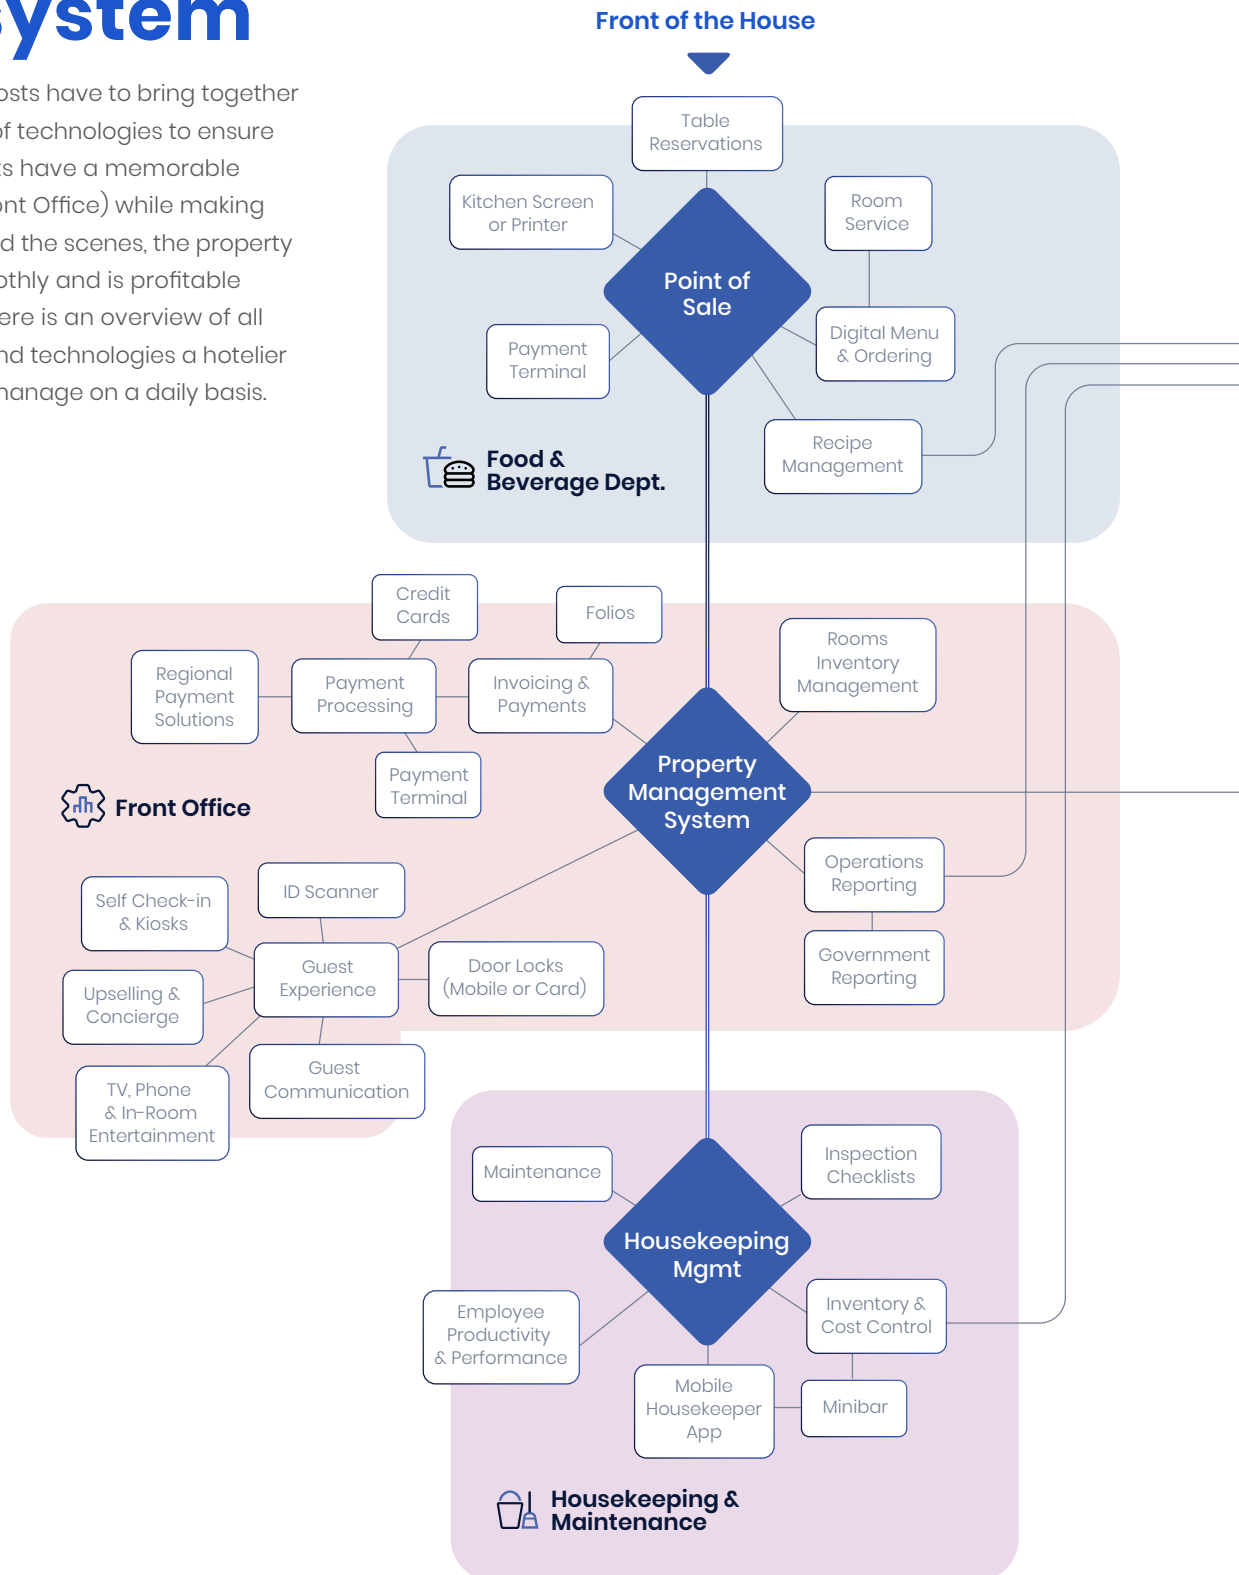 system
Front of the House
osts have to bring together
of technologies to ensure
ts have a memorable
ont Office) while making
d the scenes, the property
othly and is profitable
ere is an overview of all
nd technologies a hotelier
manage on a daily basis.
Table
Reservations
Kitchen Screen
or Printer
Room
Service
Point of
Sale
Payment
Terminal
Digital Menu
& Ordering
Recipe
Management
Food &
Beverage Dept.
Credit
Cards
Folios
Rooms
Inventory
Management
Regional
Payment
Solutions
Payment
Processing
Invoicing &
Payments
Payment
Terminal
Property
Management
System
Front Office
Operations
Reporting
Government
Reporting
ID Scanner
Self Check-in
& Kiosks
Guest
Experience
Door Locks
(Mobile or Card)
Upselling &
Concierge
Guest
Communication
TV, Phone
& In-Room
Entertainment
Maintenance
Inspection
Checklists
Housekeeping
Mgmt
Employee
Productivity
& Performance
Inventory &
Cost Control
Mobile
Housekeeper
App
Minibar
Housekeeping &
Maintenance